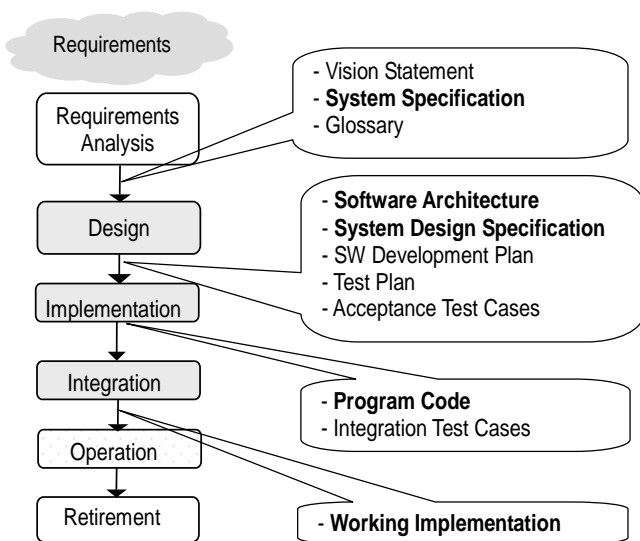 Requirements
Requirements
Analysis
Design
Implementation
Integration
Operation
Retirement
- Vision Statement
- System Specification
- Glossary
- Software Architecture
- System Design Specification
- SW Development Plan
- Test Plan
- Acceptance Test Cases
- Program Code
- Integration Test Cases
- Working Implementation